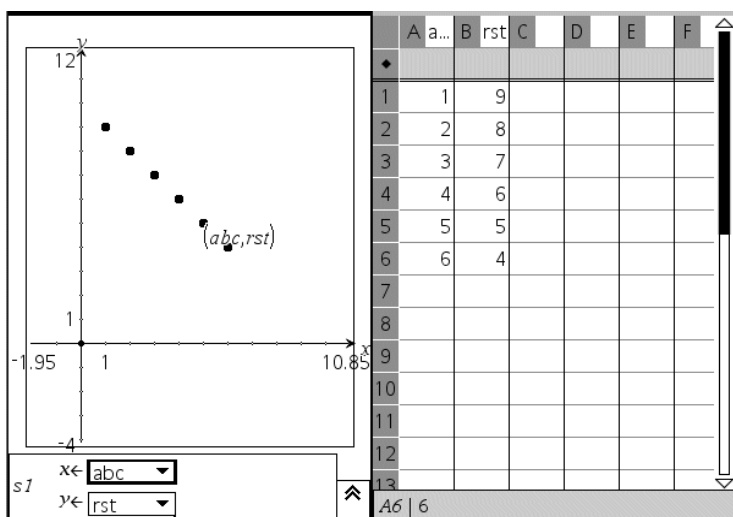 y
12
1
x
-1.95
1
10.85
-4
(abc,rst)
s1
x← abc
y← rst
A a... B rst C D E F
1 1 9
2 2 8
3 3 7
4 4 6
5 5 5
6 6 4
7
8
9
10
11
12
13
A6 6